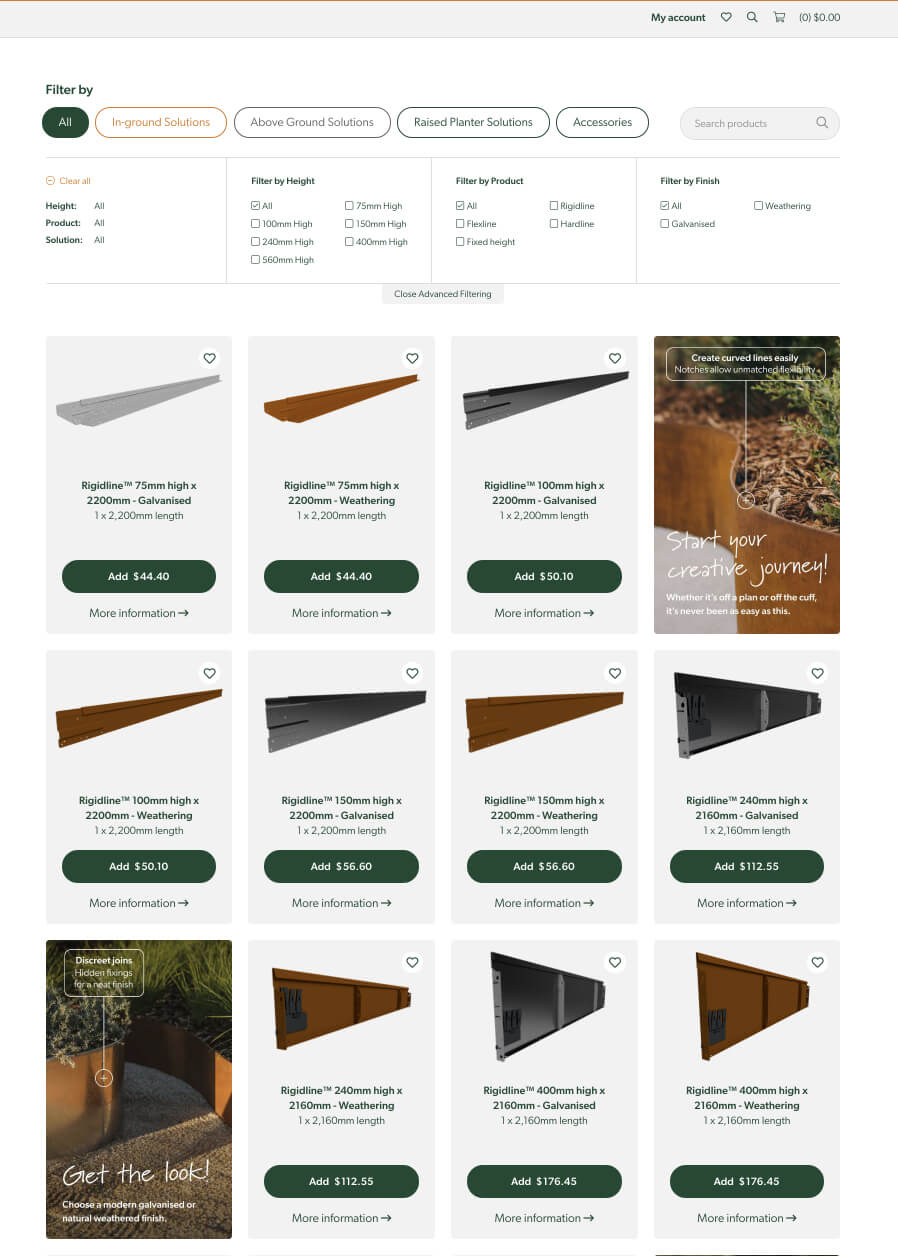 My account
(0) $0.00
Filter by
All
In-ground Solutions
Above Ground Solutions
Raised Planter Solutions
Accessories
Search products
Clear all
Height: All
Product: All
Solution: All
Filter by Height
All
75mm High
100mm High
150mm High
240mm High
400mm High
560mm High
Filter by Product
All
Rigidline
Flexline
Hardline
Fixed height
Filter by Finish
All
Weathering
Galvanised
Close Advanced Filtering
Rigidline™ 75mm high x
2200mm - Galvanised
1 x 2,200mm length
Add $44.40
More information
Rigidline™ 75mm high x
2200mm - Weathering
1 x 2,200mm length
Add $44.40
More information
Rigidline™ 100mm high x
2200mm - Galvanised
1 x 2,200mm length
Add $50.10
More information
Create curved lines easily
Notches allow unmatched flexibility
Start your
creative journey!
Whether it's off a plan or off the cuff,
it's never been as easy as this.
Rigidline™ 100mm high x
2200mm - Weathering
1 x 2,200mm length
Add $50.10
More information
Rigidline™ 150mm high x
2200mm - Galvanised
1 x 2,200mm length
Add $56.60
More information
Rigidline™ 150mm high x
2200mm - Weathering
1 x 2,200mm length
Add $56.60
More information
Rigidline™ 240mm high x
2160mm - Galvanised
1 x 2,160mm length
Add $112.55
More information
Discreet joins
Hidden fixings
for a neat finish
Get the look!
Choose a modern galvanised or
natural weathered finish.
Rigidline™ 240mm high x
2160mm - Weathering
1 x 2,160mm length
Add $112.55
More information
Rigidline™ 400mm high x
2160mm - Galvanised
1 x 2,160mm length
Add $176.45
More information
Rigidline™ 400mm high x
2160mm - Weathering
1 x 2,160mm length
Add $176.45
More information